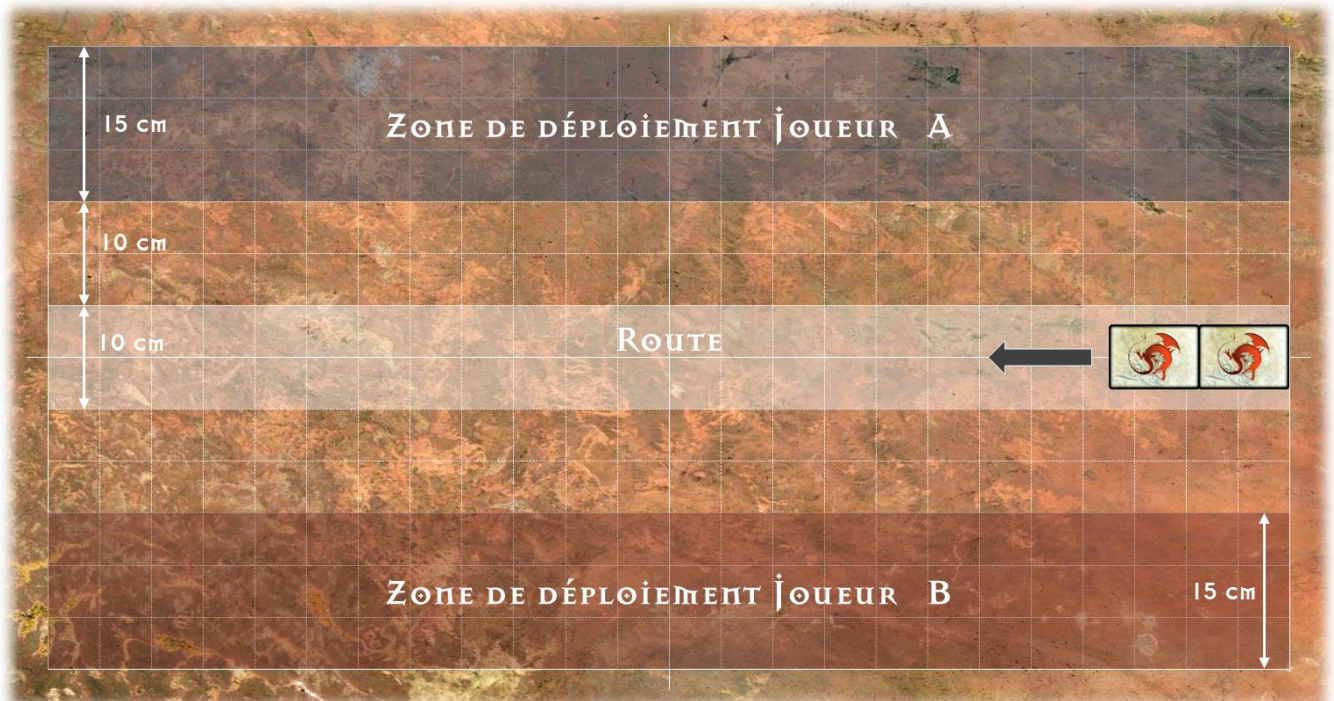 15 cm
Zone de déploiement Joueur A
10 cm
10 cm
Route
Zone de déploiement Joueur B
15 cm